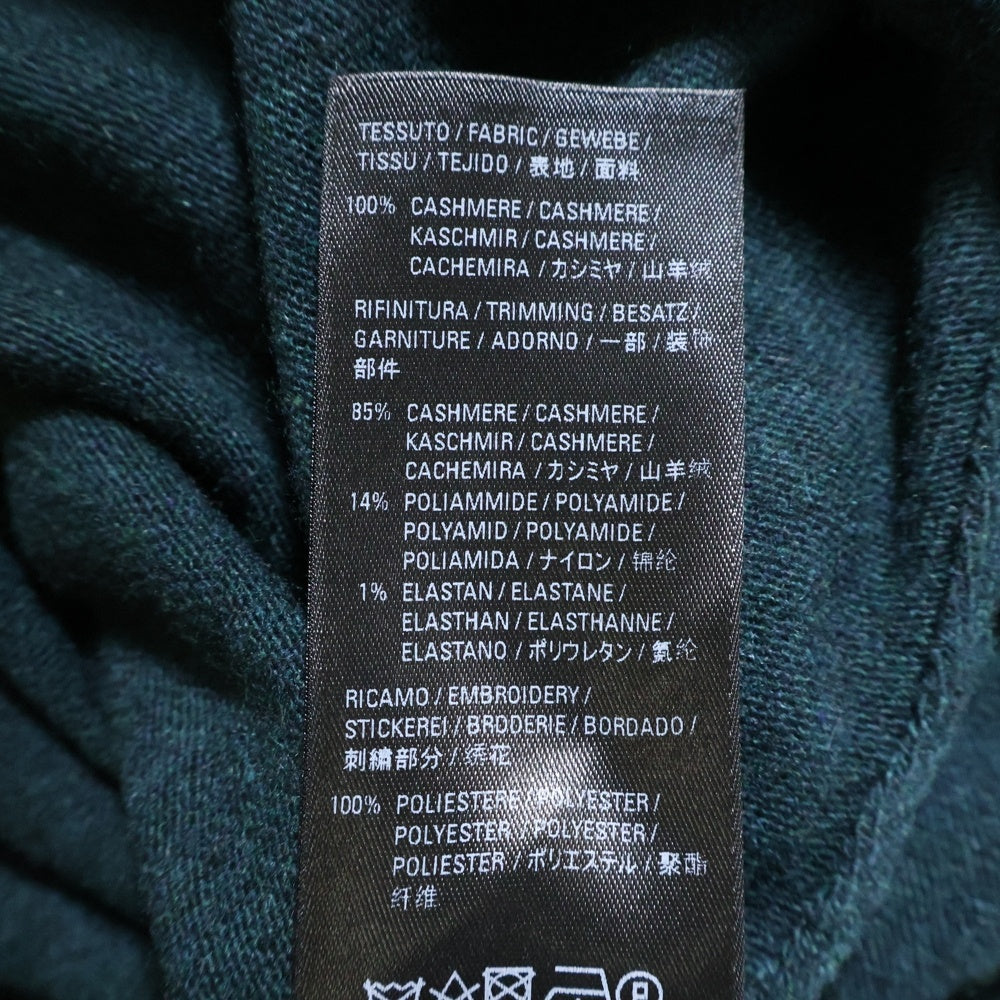 TESSUTO / FABRIC / GEWEBE /
TISSU / TEJIDO / 表地 / 面料
100% CASHMERE / CASHMERE /
KASCHMIR / CASHMERE /
CACHEMIRA / カシミヤ / 山羊绒
RIFINITURA / TRIMMING / BESATZ /
GARNITURE / ADORNO / 一部 / 装饰
部件
85% CASHMERE / CASHMERE /
KASCHMIR / CASHMERE /
CACHEMIRA / カシミヤ / 山羊绒
14% POLIAMMIDE / POLYAMIDE /
POLYAMID / POLYAMIDE /
POLIAMIDA / ナイロン / 锦纶
1% ELASTAN / ELASTANE /
ELASTHAN / ELASTHANNE /
ELASTANO / ポリウレタン / 氨纶
RICAMO / EMBROIDERY /
STICKEREI / BRODERIE / BORDADO /
刺繍部分 / 绣花
100% POLIESTERE / POLYESTER /
POLYESTER / POLYESTER /
POLIESTER / ポリエステル / 聚酯
纤维